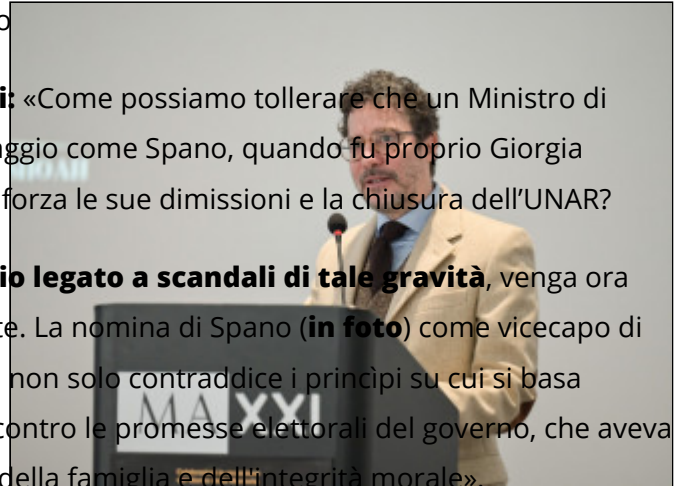 o
i: «Come possiamo tollerare che un Ministro di
aggio come Spano, quando fu proprio Giorgia
forza le sue dimissioni e la chiusura dell’UNAR?
io legato a scandali di tale gravità, venga ora
te. La nomina di Spano (in foto) come vicecapo di
non solo contraddice i princìpi su cui si basa
MAXXI
contro le promesse elettorali del governo, che aveva
della famiglia e dell'integrità morale».